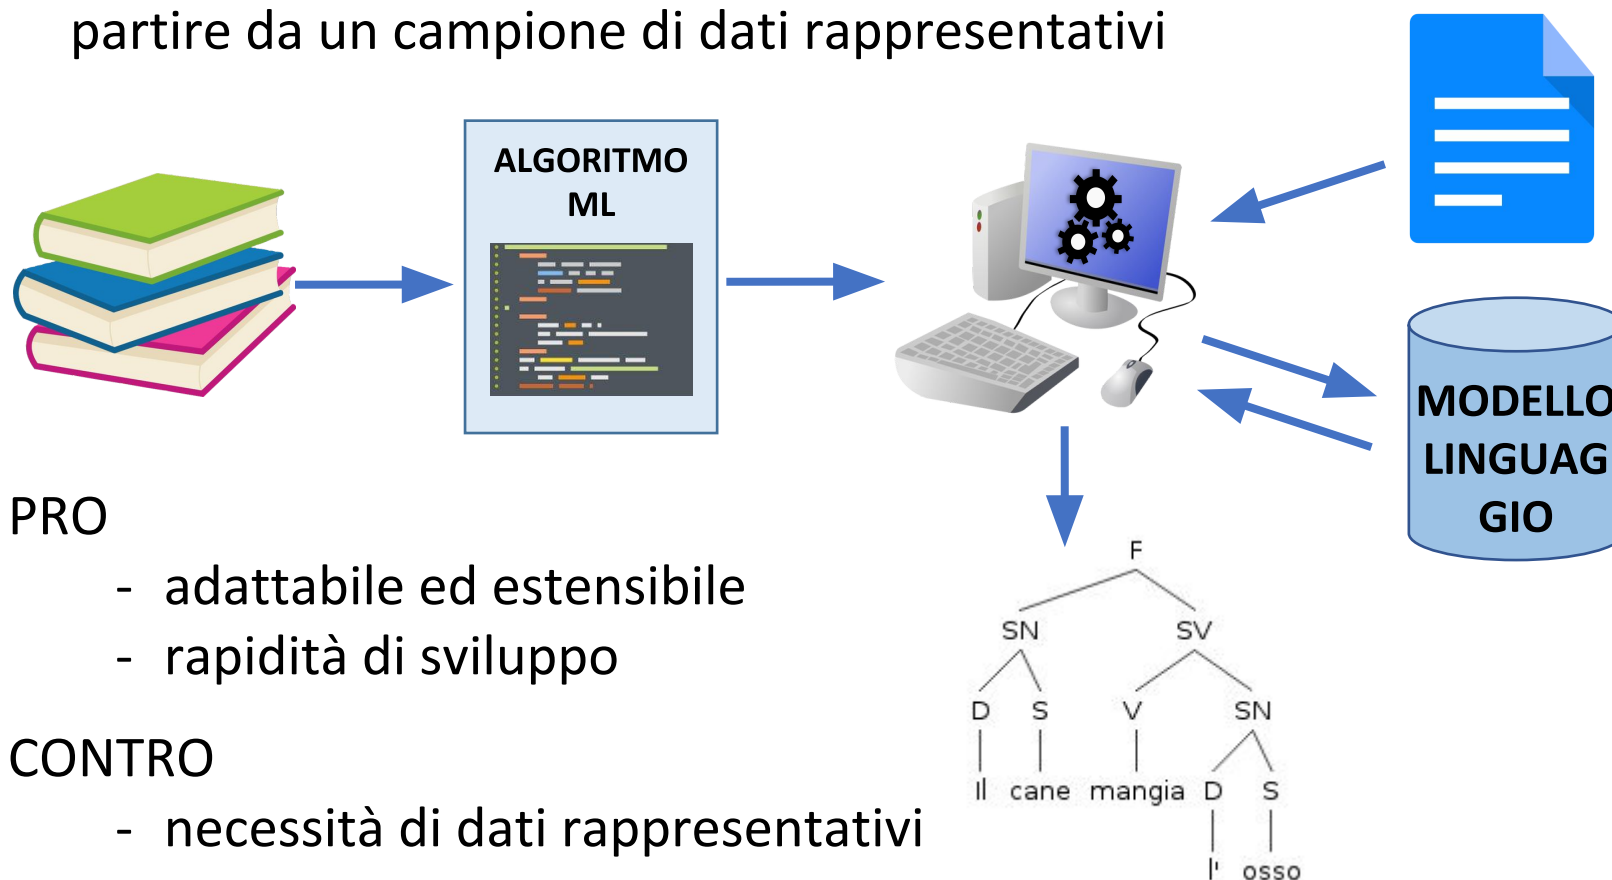 partire da un campione di dati rappresentativi
ALGORITMO
ML
MODELLO
LINGUAG
GIO
PRO
- adattabile ed estensibile
- rapidità di sviluppo
CONTRO
- necessità di dati rappresentativi
F
SN SV
D S V SN
Il cane mangia D S
l' osso